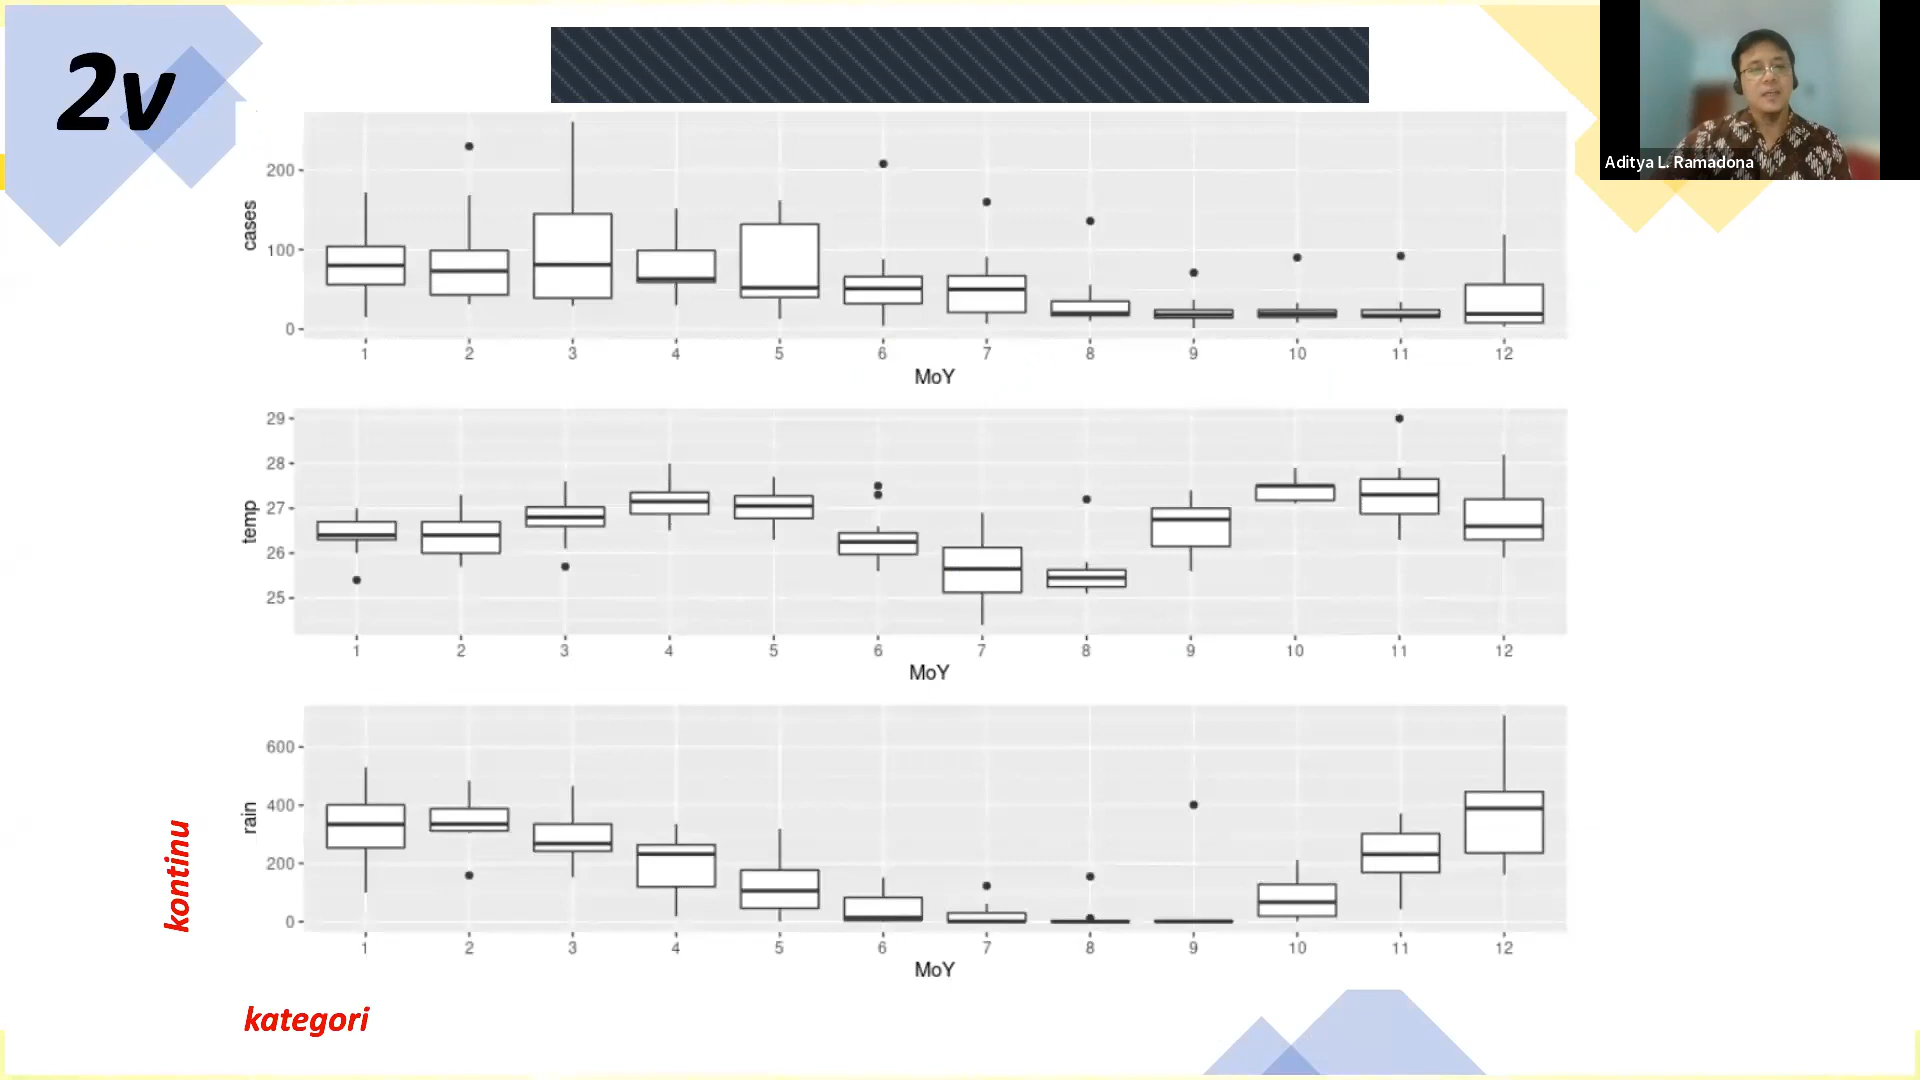 2v
Aditya L. Ramadona
cases
200
100
0
1 2 3 4 5 6 7 8 9 10 11 12
MoY
temp
29
28
27
26
25
1 2 3 4 5 6 7 8 9 10 11 12
MoY
rain
600
400
200
0
1 2 3 4 5 6 7 8 9 10 11 12
MoY
kontinu
kategori